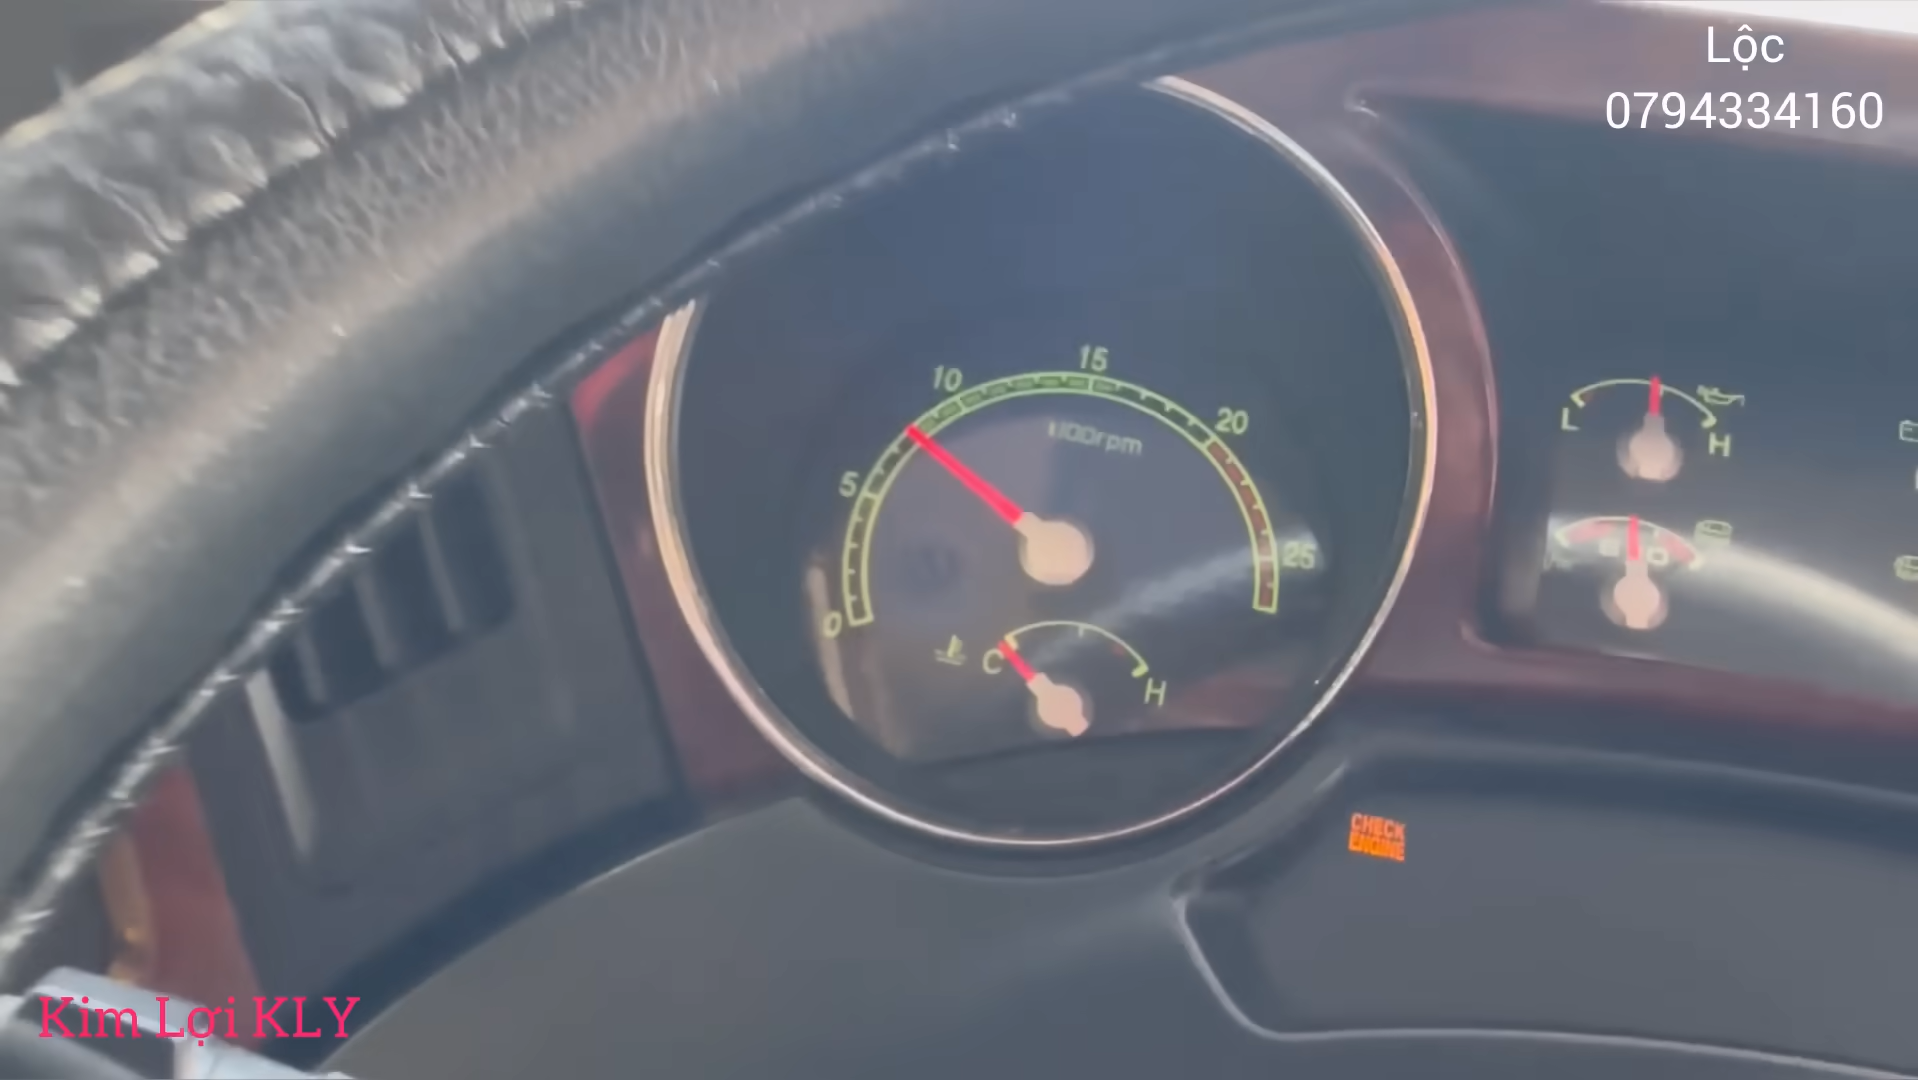 Lộc
0794334160
15
10
20
x100rpm
5
25
0
C
H
L
H
CHECK
ENGINE
Kim Lợi KLY